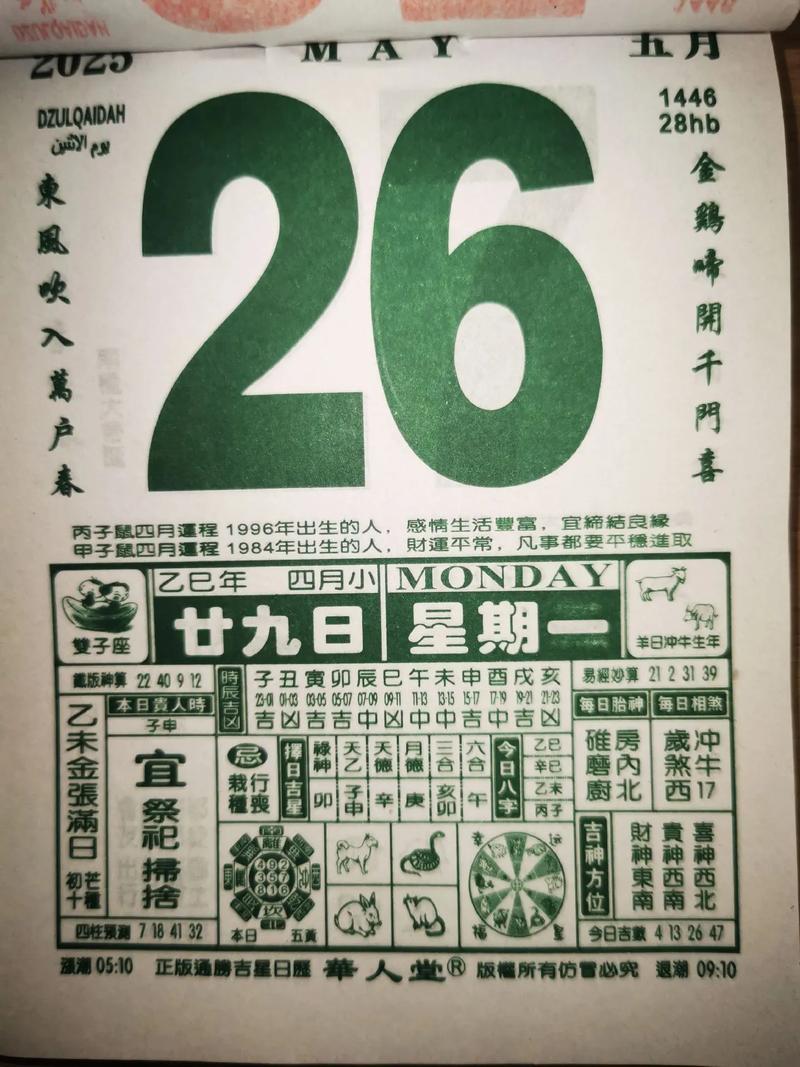 2025 MAY 五月
DZULQAIDAH
يوم الاثنين
1446
28hb
26
東風吹入萬户春
金鷄啼開千門喜
丙子鼠四月運程 1996年出生的人，感情生活豐富，宜締結良緣
甲子鼠四月運程 1984年出生的人，財運平常，凡事都要平穩進取
雙子座
乙巳年 四月小
MONDAY
廿九日
星期一
羊日冲牛生年
鐵版神算 22 40 9 12
時辰吉凶
子 丑 寅 卯 辰 巳 午 未 申 酉 戌 亥
23-01 01-03 03-05 05-07 07-09 09-11 11-13 13-15 15-17 17-19 19-21 21-23
吉 凶 吉 吉 中 中 中 吉 中 中 吉 凶
易經妙算 21 2 31 39
乙未金張滿日
初十 芒種
本日貴人時
子申
宜
祭祀 掃捨
忌
行喪 栽種
擇日吉星
祿神 天乙 天德 月德 三合 六合
卯 子申 辛 庚 亥卯 午
今日八字
乙巳
辛巳
乙未
丙子
每日胎神
房內北 碓磨廚
每日相煞
冲牛17 歲煞西
吉神方位
喜神西北
貴神西南
財神東南
492
357
816
本日 五黃
四柱預測 7 18 41 32
今日吉數 4 13 26 47
漲潮 05:10 正版通勝吉星日歷 華人堂® 版權所有仿冒必究 退潮 09:10